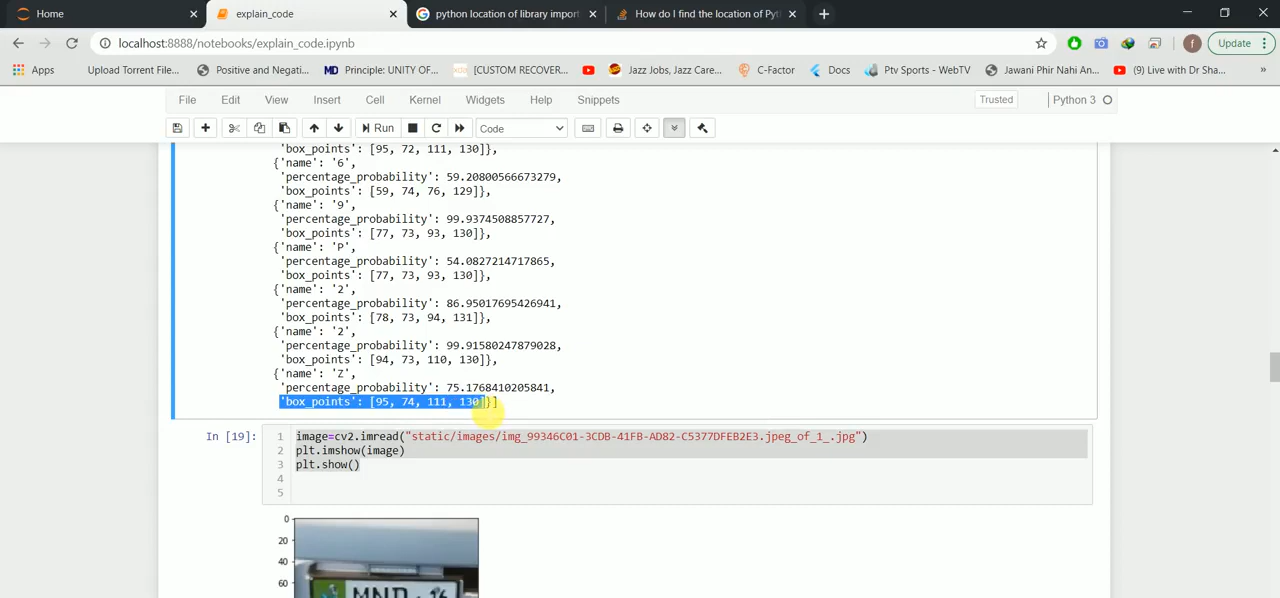 Home
explain_code
python location of library import
How do I find the location of Pyt
localhost:8888/notebooks/explain_code.ipynb
f
Update
Apps
Upload Torrent File...
Positive and Negati...
MD Principle: UNITY OF...
[CUSTOM RECOVER...
Jazz Jobs, Jazz Care...
C-Factor
Docs
Ptv Sports - WebTV
Jawani Phir Nahi An...
(9) Live with Dr Sha...
»
File Edit View Insert Cell Kernel Widgets Help Snippets
Trusted
Python 3
Run
Code
'box_points': [95, 72, 111, 130]},
{'name': '6',
'percentage_probability': 59.20800566673279,
'box_points': [59, 74, 76, 129]},
{'name': '9',
'percentage_probability': 99.9374508857727,
'box_points': [77, 73, 93, 130]},
{'name': 'P',
'percentage_probability': 54.0827214717865,
'box_points': [77, 73, 93, 130]},
{'name': '2',
'percentage_probability': 86.95017695426941,
'box_points': [78, 73, 94, 131]},
{'name': '2',
'percentage_probability': 99.91580247879028,
'box_points': [94, 73, 110, 130]},
{'name': 'Z',
'percentage_probability': 75.1768410205841,
'box_points': [95, 74, 111, 130]}]
In [19]:
1 image=cv2.imread("static/images/img_99346C01-3CDB-41FB-AD82-C5377DFEB2E3.jpeg_of_1_.jpg")
2 plt.imshow(image)
3 plt.show()
4
5
0
20
40
60
MND 16